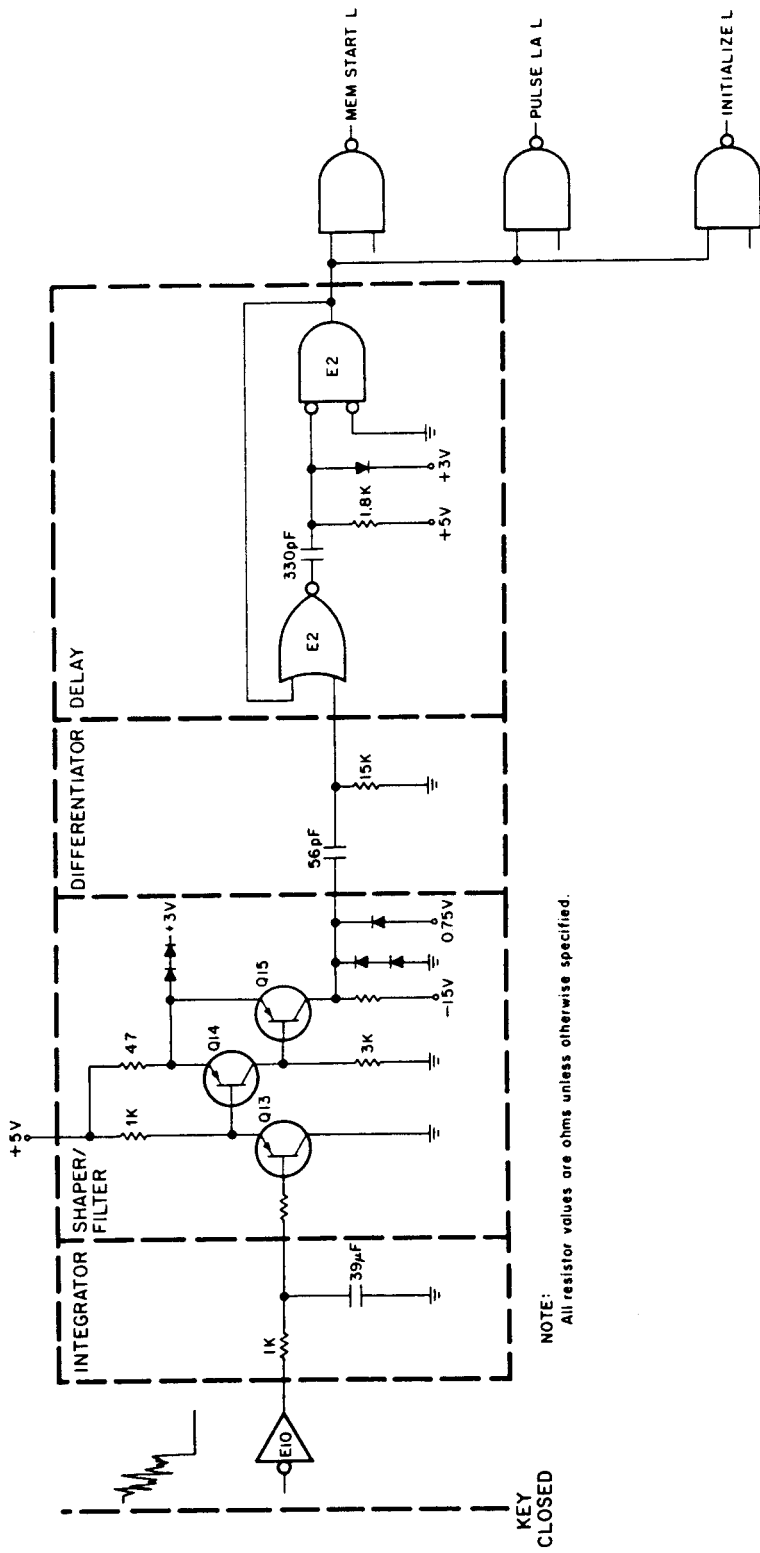 KEY
CLOSED
E10
INTEGRATOR
1K
39µF
SHAPER/
FILTER
+5V
1K
47
Q13
Q14
Q15
+3V
3K
-15V
0.75V
DIFFERENTIATOR
56pF
15K
DELAY
E2
330pF
1.8K
+5V
+3V
E2
MEM START L
PULSE LA L
INITIALIZE L
NOTE:
All resistor values are ohms unless otherwise specified.